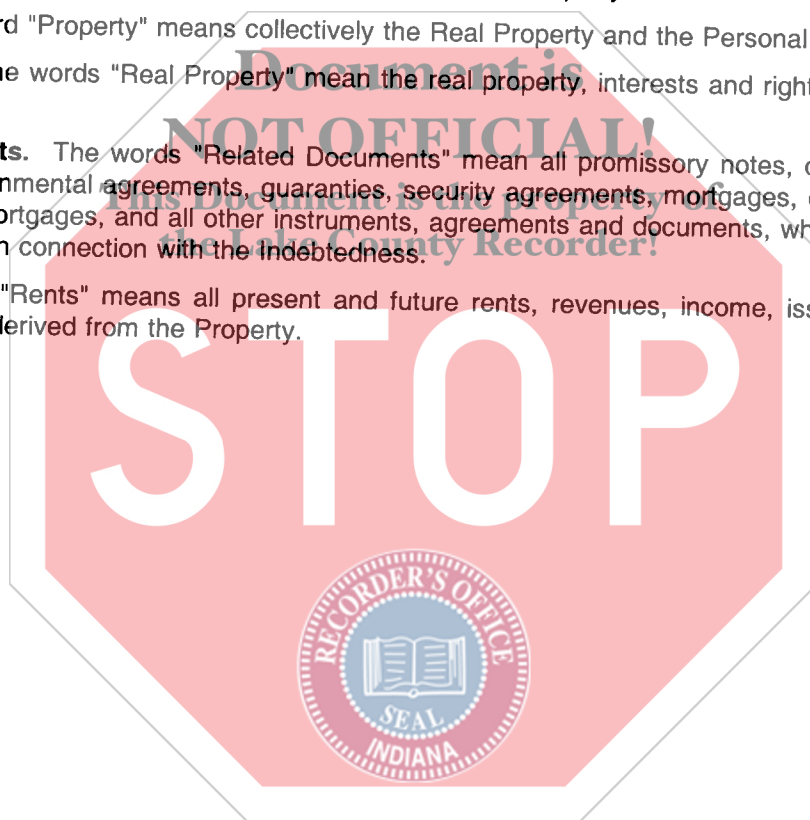 rd "Property" means collectively the Real Property and the Personal
e words "Real Property" mean the real property, interests and right
Document is
NOT OFFICIAL!
ts. The words "Related Documents" mean all promissory notes,
nmental agreements, guaranties, security agreements, mortgages,
This Document is the property of
ortgages, and all other instruments, agreements and documents, wh
the Lake County Recorder!
n connection with the Indebtedness.
"Rents" means all present and future rents, revenues, income, iss
derived from the Property.
STOP
RECORDER'S OFFICE
SEAL
INDIANA